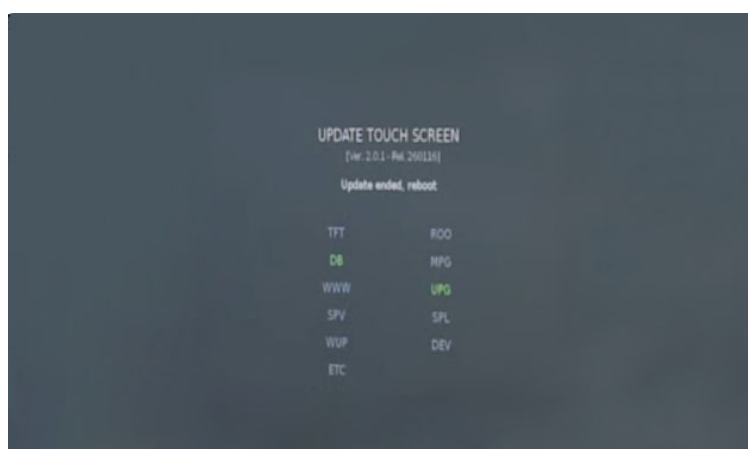 UPDATE TOUCH SCREEN
[Ver. 2.0.1 - Rel. 260116]
Update ended, reboot
TFT ROO
DB MPG
WWW UPG
SPV SPL
WUP DEV
ETC